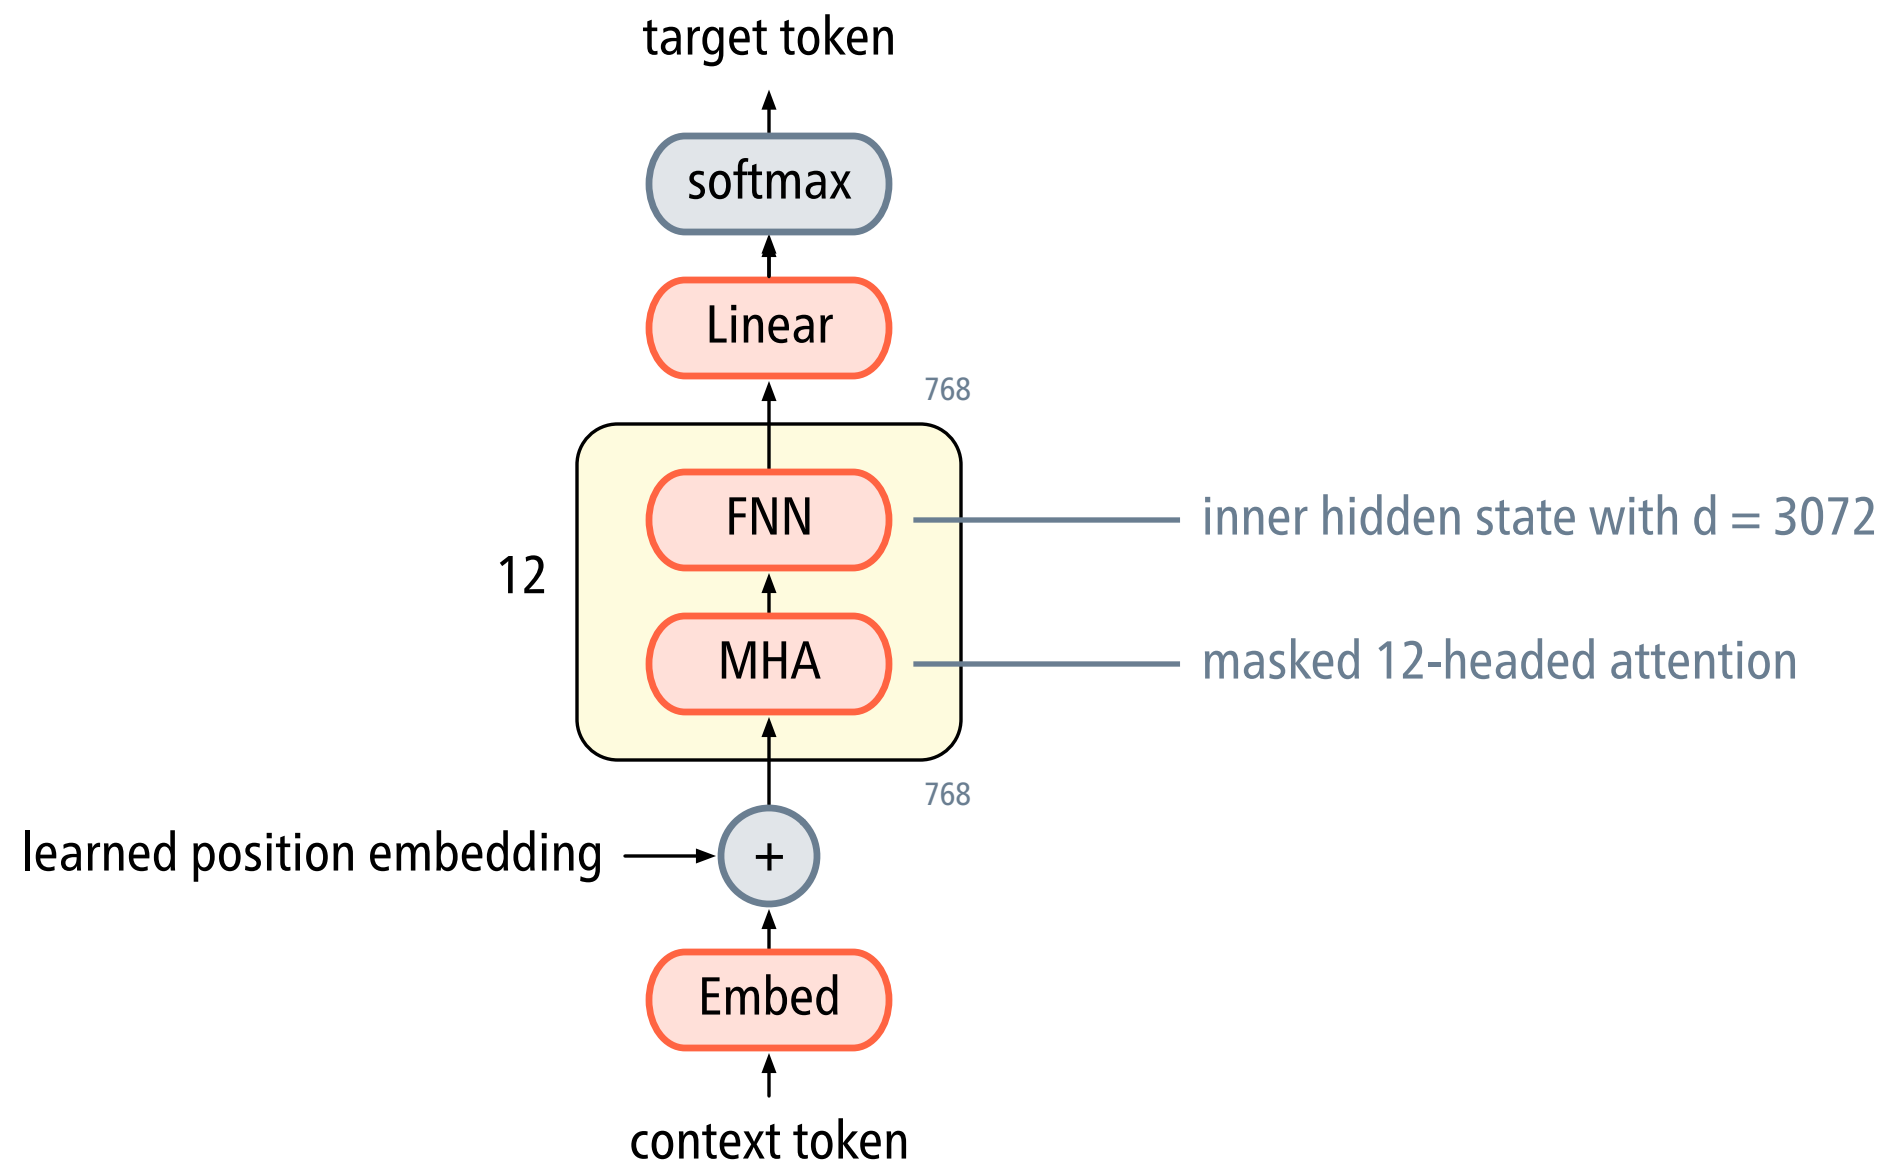 target token
softmax
Linear
768
FNN
inner hidden state with d = 3072
12
MHA
masked 12-headed attention
768
learned position embedding
+
Embed
context token